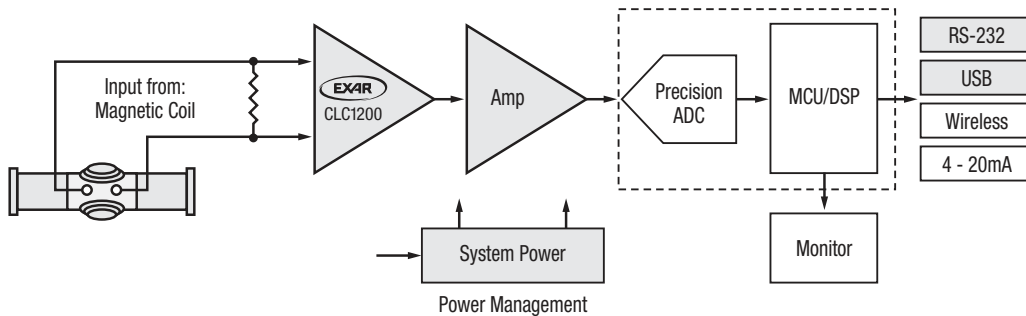 Input from:
Magnetic Coil
EXAR
CLC1200
Amp
Precision
ADC
MCU/DSP
RS-232
USB
Wireless
4 - 20mA
System Power
Monitor
Power Management